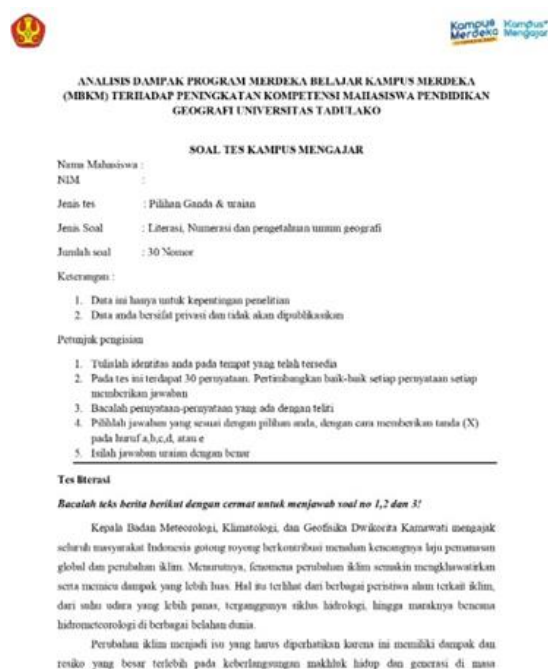 Kampus Merdeka
Kampus Mengajar
ANALISIS DAMPAK PROGRAM MERDEKA BELAJAR KAMPUS MERDEKA
(MBKM) TERHADAP PENINGKATAN KOMPETENSI MAHASISWA PENDIDIKAN
GEOGRAFI UNIVERSITAS TADULAKO
SOAL TES KAMPUS MENGAJAR
Nama Mahasiswa :
NIM :
Jenis tes : Pilihan Ganda & uraian
Jenis Soal : Literasi, Numerasi dan pengetahuan umum geografi
Jumlah soal : 30 Nomor
Keterangan :
1. Data ini hanya untuk kepentingan penelitian
2. Data anda bersifat privasi dan tidak akan dipublikasikan
Petunjuk pengisian
1. Tulislah identitas anda pada tempat yang telah tersedia
2. Pada tes ini terdapat 30 pernyataan. Pertimbangkan baik-baik setiap pernyataan setiap
memberikan jawaban
3. Bacalah pernyataan-pernyataan yang ada dengan teliti
4. Pilihlah jawaban yang sesuai dengan pilihan anda, dengan cara memberikan tanda (X)
pada huruf a,b,c,d, atau e
5. Isilah jawaban uraian dengan benar
Tes literasi
Bacalah teks berita berikut dengan cermat untuk menjawab soal no 1,2 dan 3!
Kepala Badan Meteorologi, Klimatologi, dan Geofisika Dwikorita Karnawati mengajak
seluruh masyarakat Indonesia gotong royong berkontribusi menahan kencangnya laju pemanasan
global dan perubahan iklim. Menurutnya, fenomena perubahan iklim semakin mengkhawatirkan
serta memicu dampak yang lebih luas. Hal itu terlihat dari berbagai peristiwa alam terkait iklim,
dari suhu udara yang lebih panas, terganggunya siklus hidrologi, hingga maraknya bencana
hidrometeorologi di berbagai belahan dunia.
Perubahan iklim menjadi isu yang harus diperhatikan karena ini memiliki dampak dan
resiko yang besar terlebih pada keberlangsungan makhluk hidup dan generasi di masa